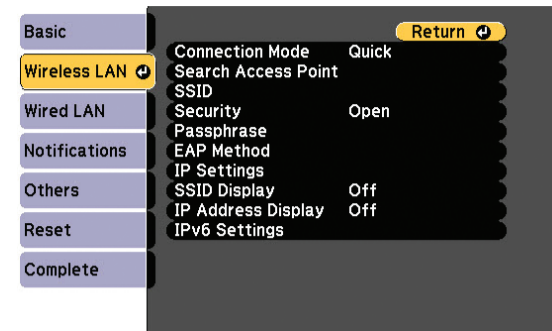 Basic
Wireless LAN
Wired LAN
Notifications
Others
Reset
Complete
Return
Connection Mode Quick
Search Access Point
SSID
Security Open
Passphrase
EAP Method
IP Settings
SSID Display Off
IP Address Display Off
IPv6 Settings